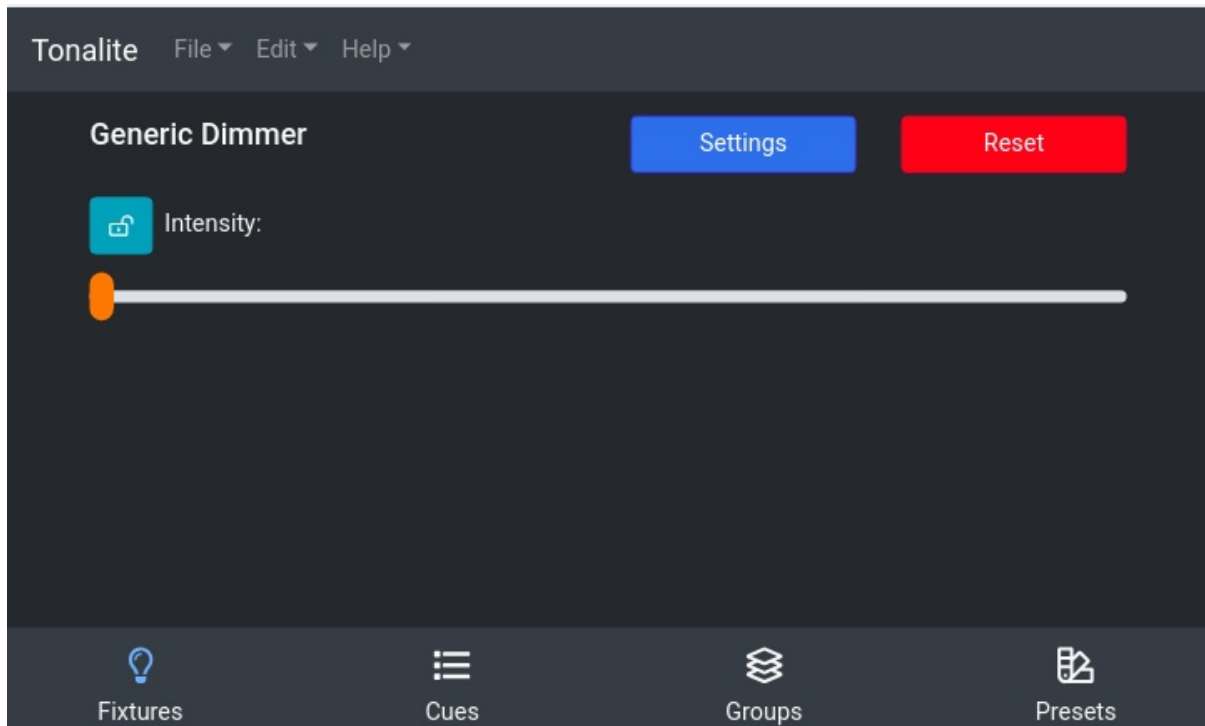 Tonalite File Edit Help
Generic Dimmer Settings Reset
Intensity:
Fixtures Cues Groups Presets